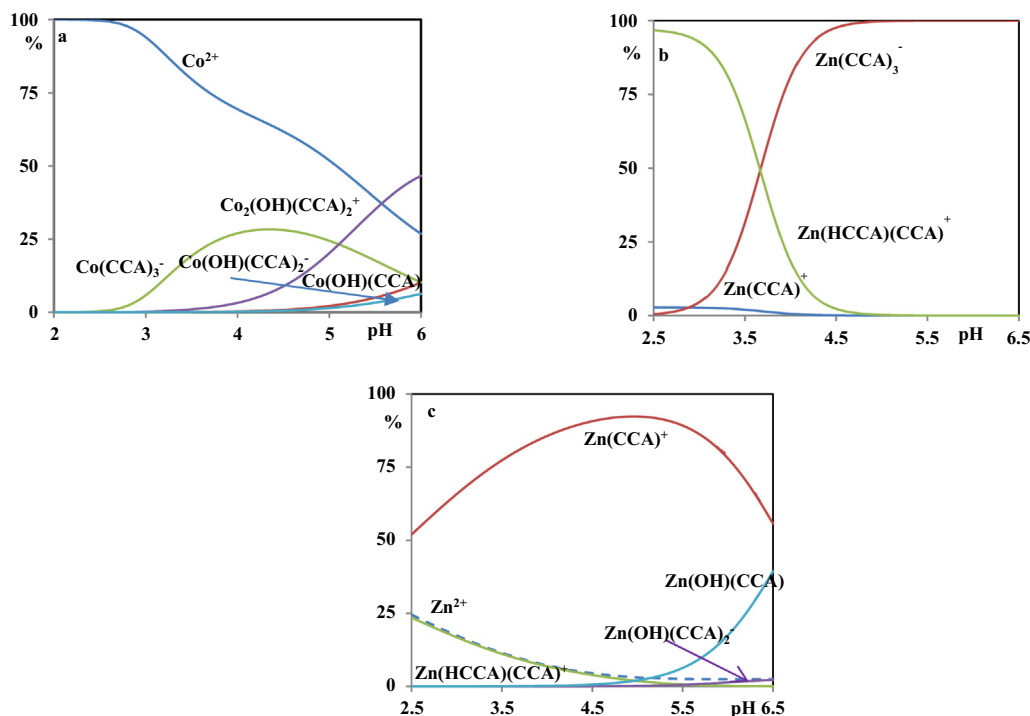 100
%
a
Co²⁺
75
50
Co₂(OH)(CCA)₂⁺
25
Co(CCA)₃⁻
Co(OH)(CCA)₂⁻
Co(OH)(CCA)
0
2
3
4
5
pH
6
100
%
b
Zn(CCA)₃⁻
75
50
Zn(HCCA)(CCA)⁺
25
Zn(CCA)⁺
0
2.5
3.5
4.5
5.5
pH
6.5
100
%
c
Zn(CCA)⁺
75
50
Zn(OH)(CCA)
25
Zn²⁺
Zn(OH)(CCA)₂⁻
Zn(HCCA)(CCA)⁺
0
2.5
3.5
4.5
5.5
pH 6.5